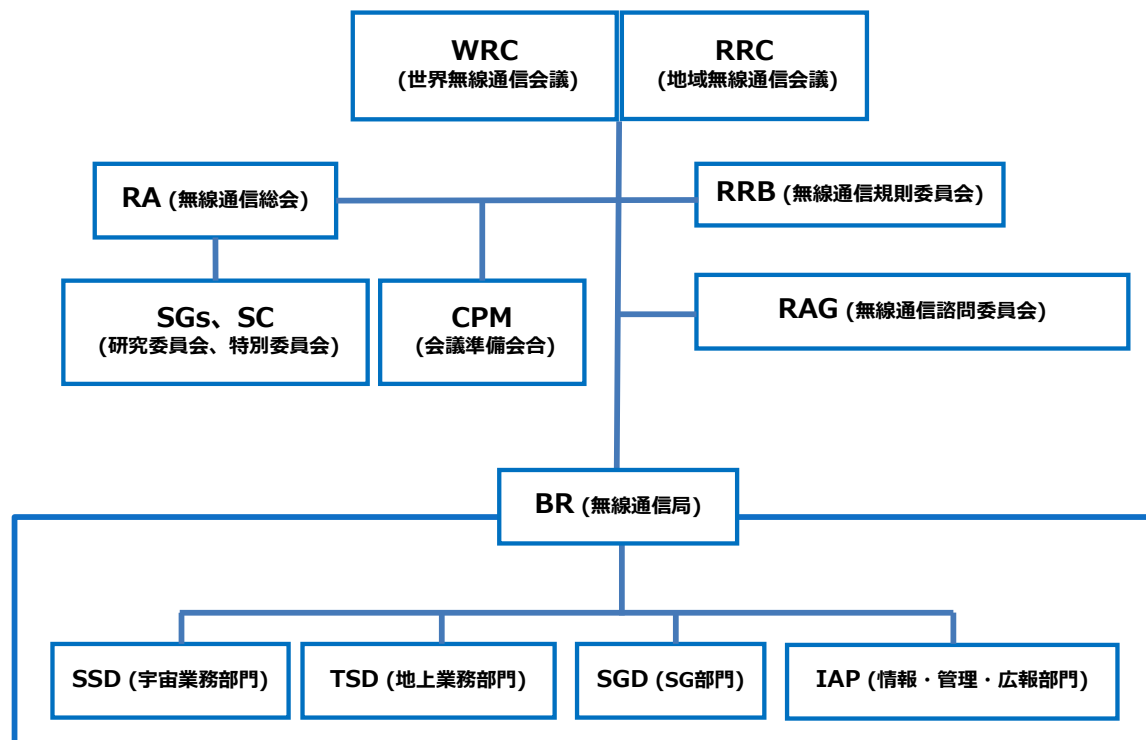 WRC
(世界無線通信会議)
RRC
(地域無線通信会議)
RA (無線通信総会)
RRB (無線通信規則委員会)
SGs、SC
(研究委員会、特別委員会)
CPM
(会議準備会合)
RAG (無線通信諮問委員会)
BR (無線通信局)
SSD (宇宙業務部門)
TSD (地上業務部門)
SGD (SG部門)
IAP (情報・管理・広報部門)